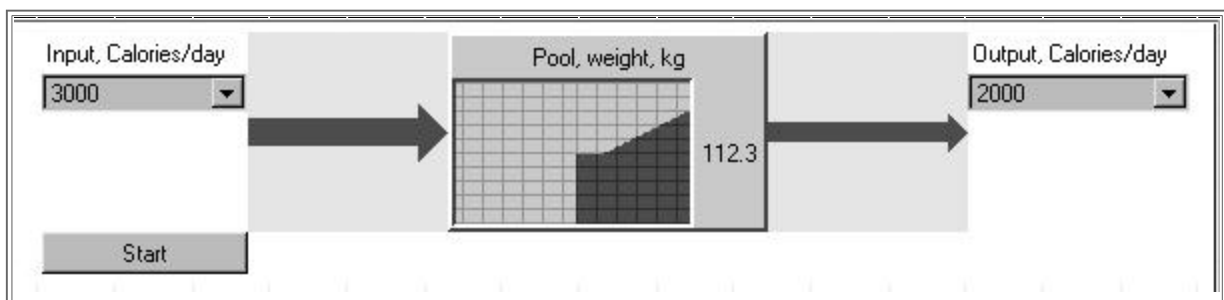 Input, Calories/day
3000
Start
Pool, weight, kg
112.3
Output, Calories/day
2000